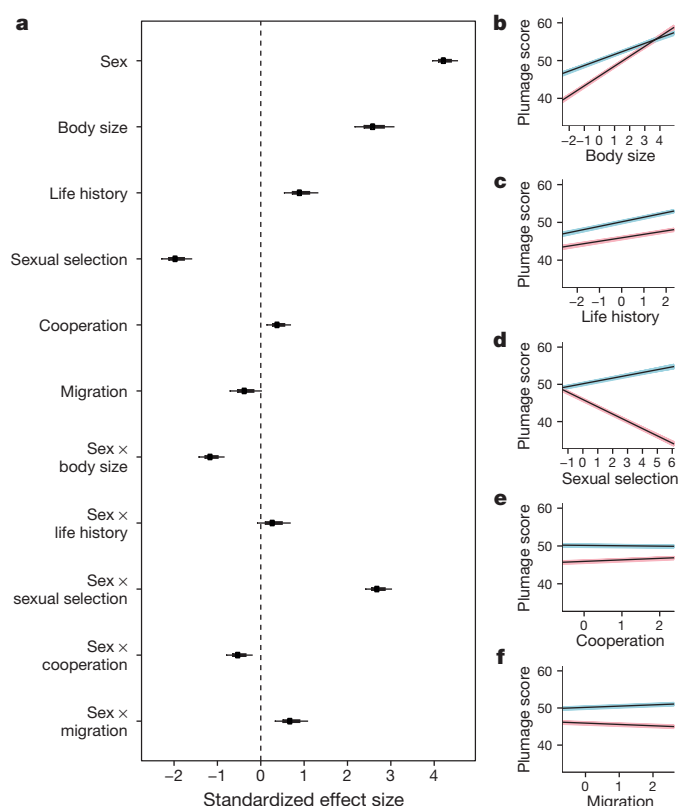 a
Sex
Body size
Life history
Sexual selection
Cooperation
Migration
Sex ×
body size
Sex ×
life history
Sex ×
sexual selection
Sex ×
cooperation
Sex ×
migration
−2 −1 0 1 2 3 4
Standardized effect size
b
Plumage score
60
50
40
−2 −1 0 1 2 3 4
Body size
c
Plumage score
60
50
40
−2 −1 0 1 2
Life history
d
Plumage score
60
50
40
−1 0 1 2 3 4 5 6
Sexual selection
e
Plumage score
60
50
40
0 1 2
Cooperation
f
Plumage score
60
50
40
0 1 2
Migration